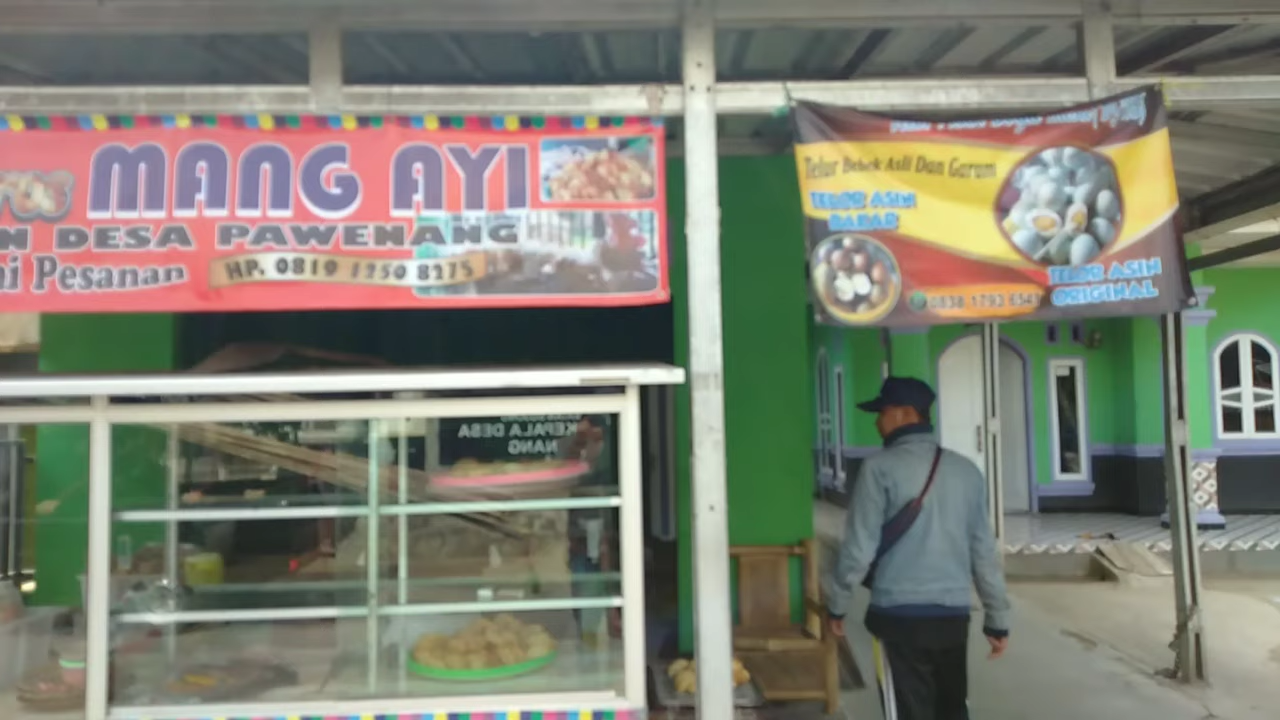 MANG AYI
DESA PAWENANG
Pesanan
HP. 0819 1250 8275
Telur Bebek Asli Dan Garam
TELOR ASIN
BAKAR
TELOR ASIN
ORIGINAL
0838 1793 6541
KEPALA DESA
NANG